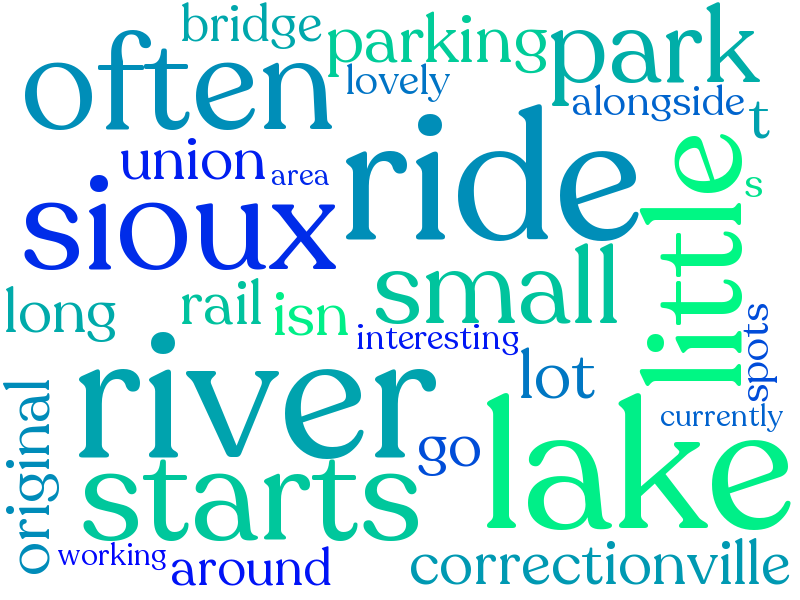 bridge
parking
park
often
lovely
alongside
t
union
area
ride
little
s
sioux
small
long
rail
isn
interesting
spots
river
lot
currently
original
go
lake
starts
working
around
correctionville